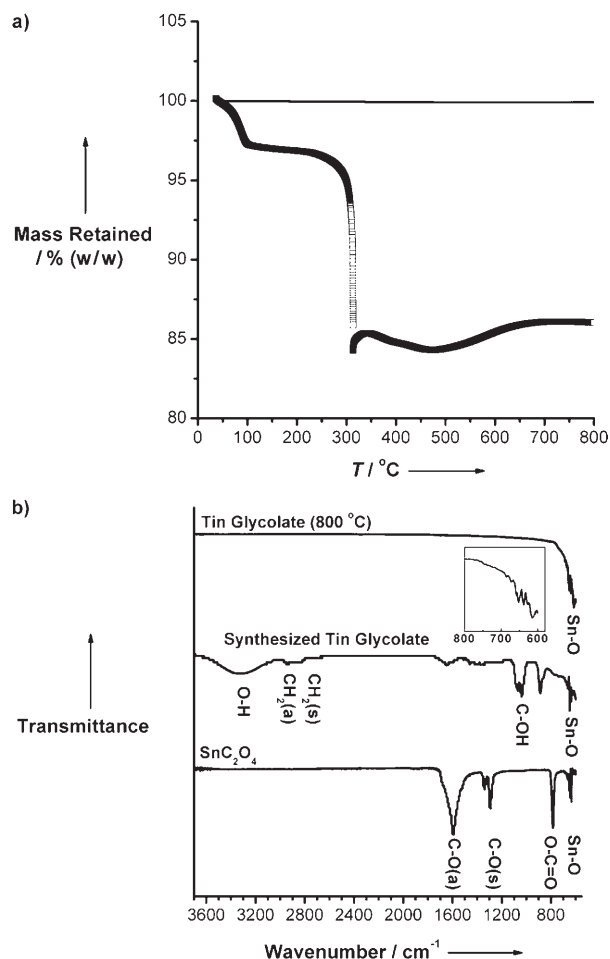 a)
105
100
95
90
85
80
Mass Retained
/ % (w/w)
0 100 200 300 400 500 600 700 800
T / °C
b)
Tin Glycolate (800 °C)
800 700 600
Sn-O
Synthesized Tin Glycolate
O-H
CH2(a)
CH2(s)
C-OH
Sn-O
Transmittance
SnC2O4
C-O(a)
C-O(s)
O-C=O
Sn-O
3600 3200 2800 2400 2000 1600 1200 800
Wavenumber / cm-1